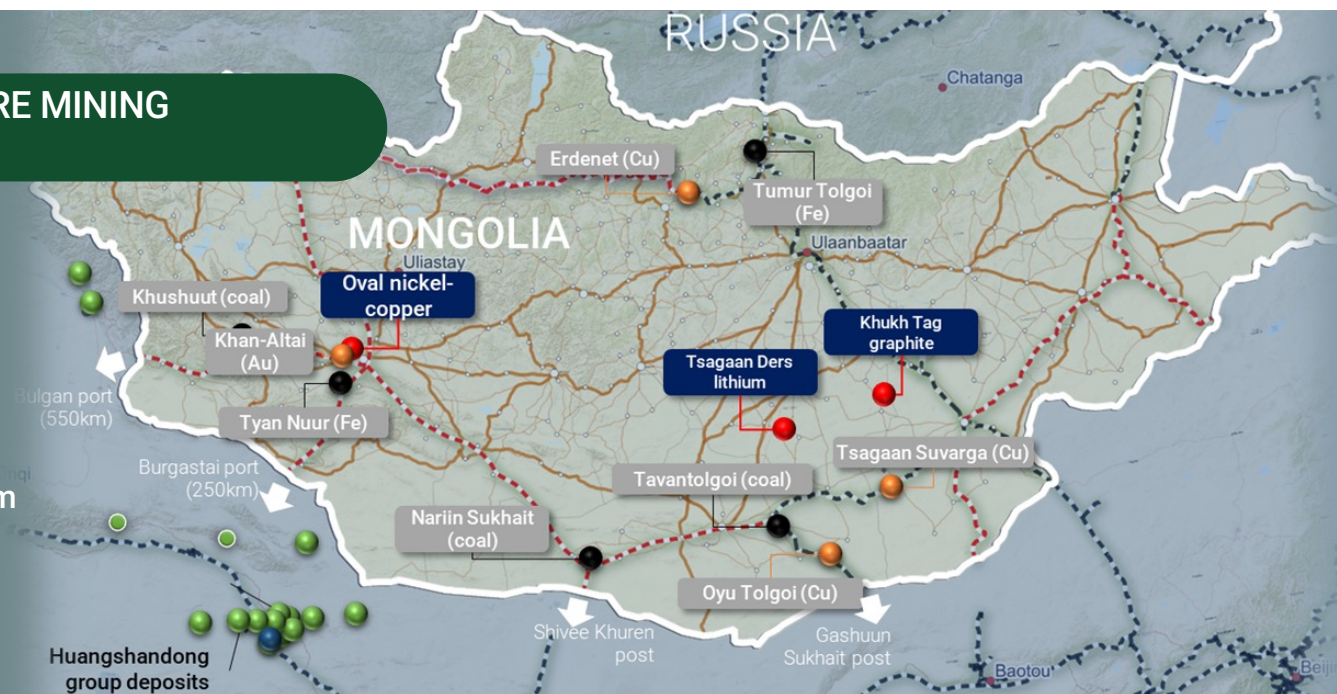 RUSSIA
RE MINING
Chatanga
Erdenet (Cu)
Tumur Tolgoi
(Fe)
MONGOLIA
Ulaanbaatar
Uliastay
Oval nickel-
copper
Khushuut (coal)
Khan-Altai
(Au)
Khukh Tag
graphite
Tsagaan Ders
lithium
Bulgan port
(550km)
Tyan Nuur (Fe)
Tsagaan Suvarga (Cu)
Burgastai port
(250km)
Tavantolgoi (coal)
m
Nariin Sukhait
(coal)
Oyu Tolgoi (Cu)
Shivee Khuren
post
Gashuun
Sukhait post
Huangshandong
group deposits
Baotou